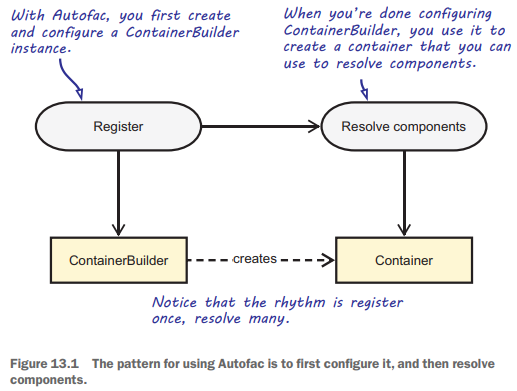 With Autofac, you first create
and configure a ContainerBuilder
instance.
When you're done configuring
ContainerBuilder, you use it to
create a container that you can
use to resolve components.
Register
Resolve components
ContainerBuilder
creates
Container
Notice that the rhythm is register
once, resolve many.
Figure 13.1 The pattern for using Autofac is to first configure it, and then resolve
components.